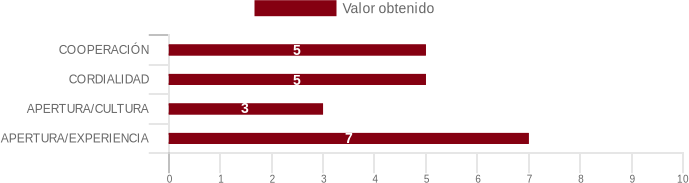 Valor obtenido
COOPERACIÓN 5
CORDIALIDAD 5
APERTURA/CULTURA 3
APERTURA/EXPERIENCIA 7
0 1 2 3 4 5 6 7 8 9 10